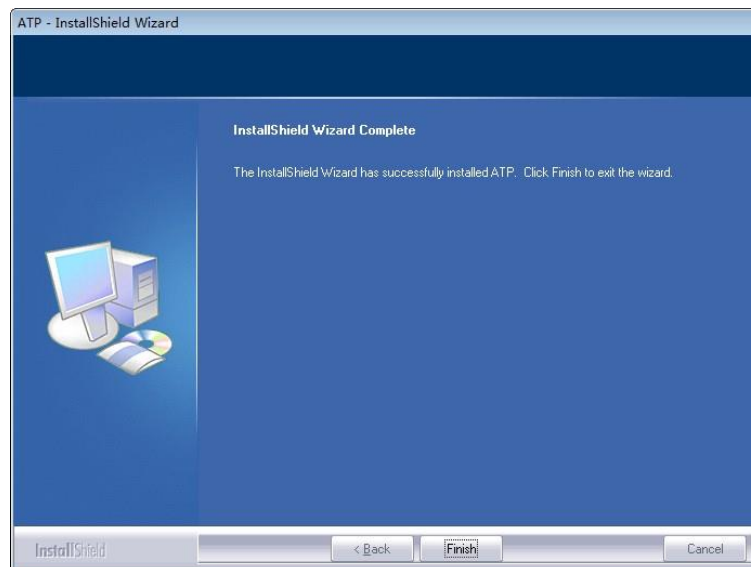 ATP - InstallShield Wizard
InstallShield Wizard Complete
The InstallShield Wizard has successfully installed ATP. Click Finish to exit the wizard.
InstallShield
< Back
Finish
Cancel